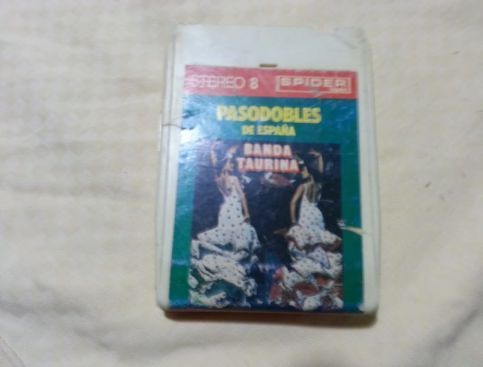 STEREO 8 SPIDER
PASODOBLES
DE ESPAÑA
BANDA
TAURINA